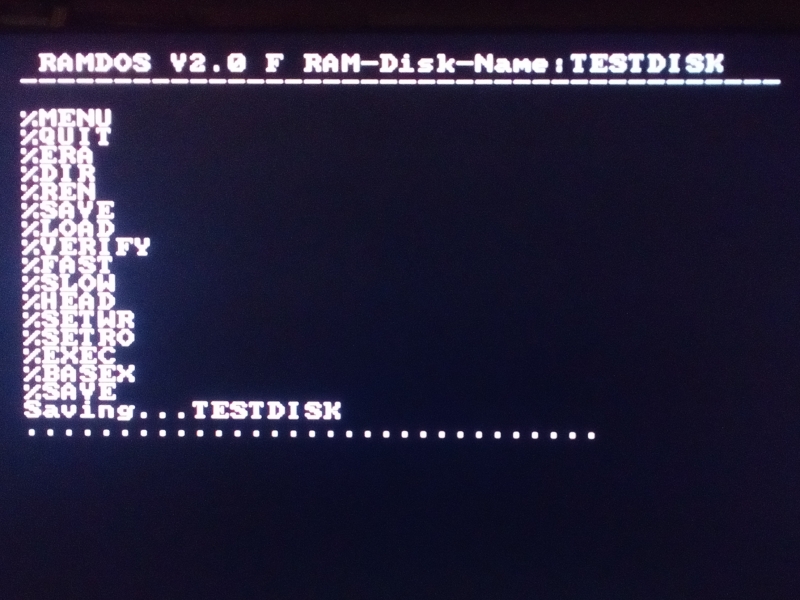 RAMDOS V2.0 F RAM-Disk-Name:TESTDISK
%MENU
%QUIT
%ERA
%DIR
%REN
%SAVE
%LOAD
%VERIFY
%FAST
%SLOW
%HEAD
%SETWR
%SETRO
%EXEC
%BASEX
%SAVE
Saving...TESTDISK
...............................